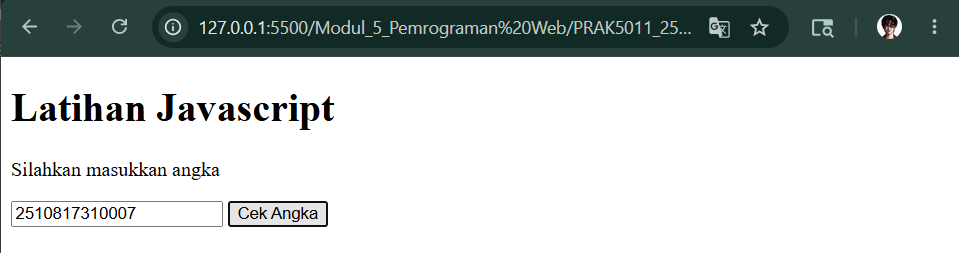 127.0.0.1:5500/Modul_5_Pemrograman%20Web/PRAK5011_25...
Latihan Javascript
Silahkan masukkan angka
2510817310007 Cek Angka